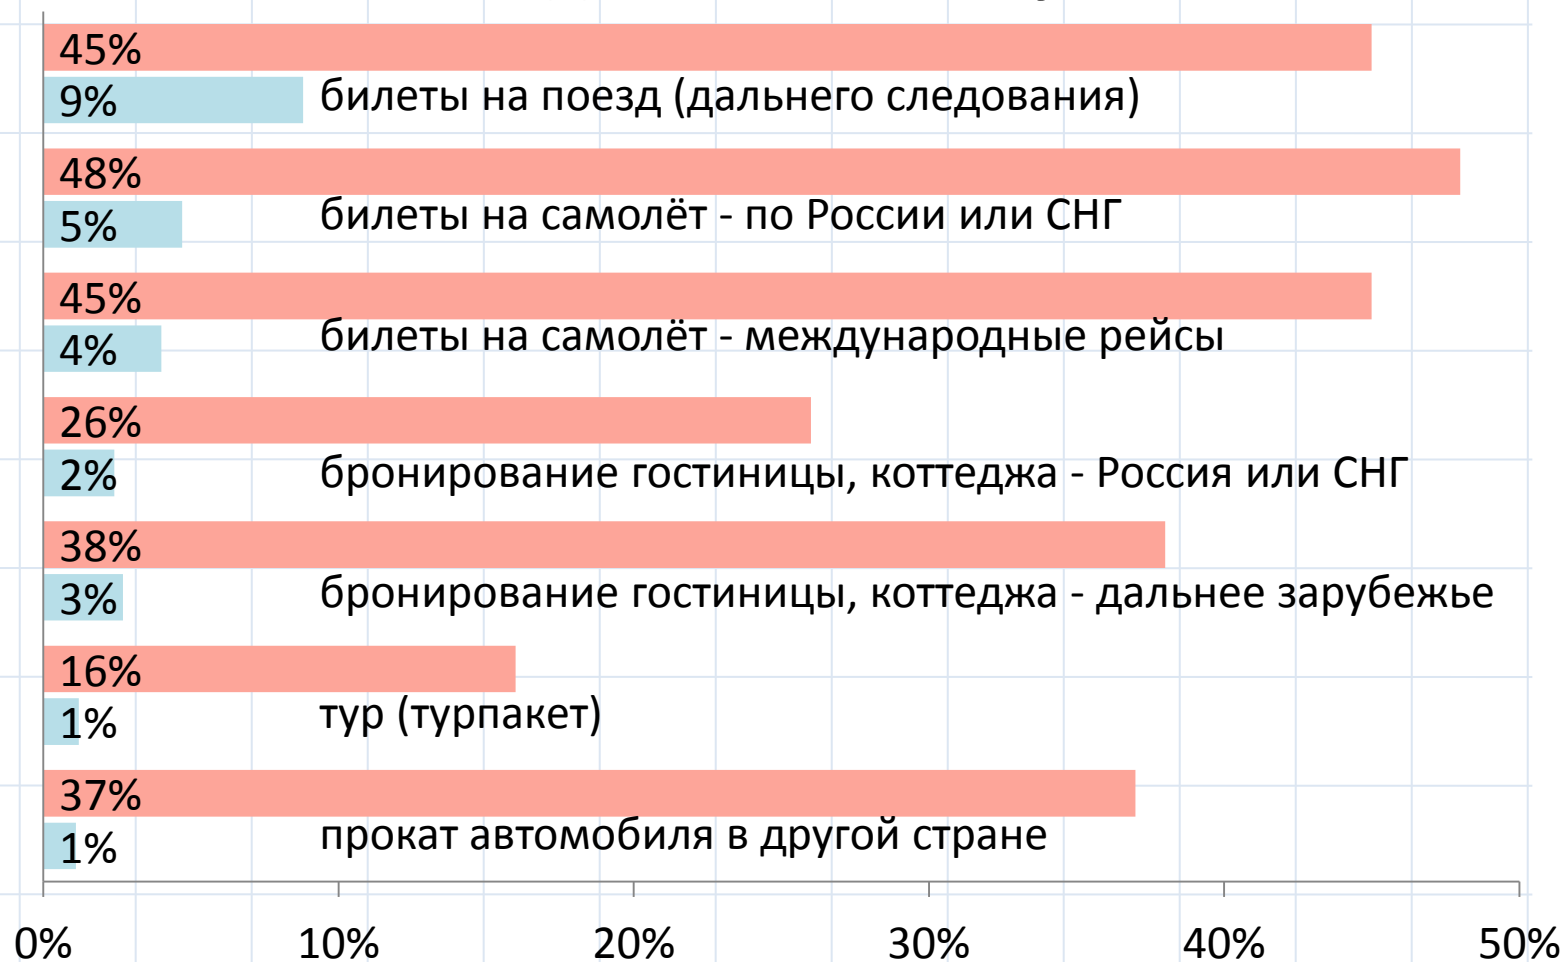 45%
9%
билеты на поезд (дальнего следования)
48%
5%
билеты на самолёт - по России или СНГ
45%
4%
билеты на самолёт - международные рейсы
26%
2%
бронирование гостиницы, коттеджа - Россия или СНГ
38%
3%
бронирование гостиницы, коттеджа - дальнее зарубежье
16%
1%
тур (турпакет)
37%
1%
прокат автомобиля в другой стране
0% 10% 20% 30% 40% 50%